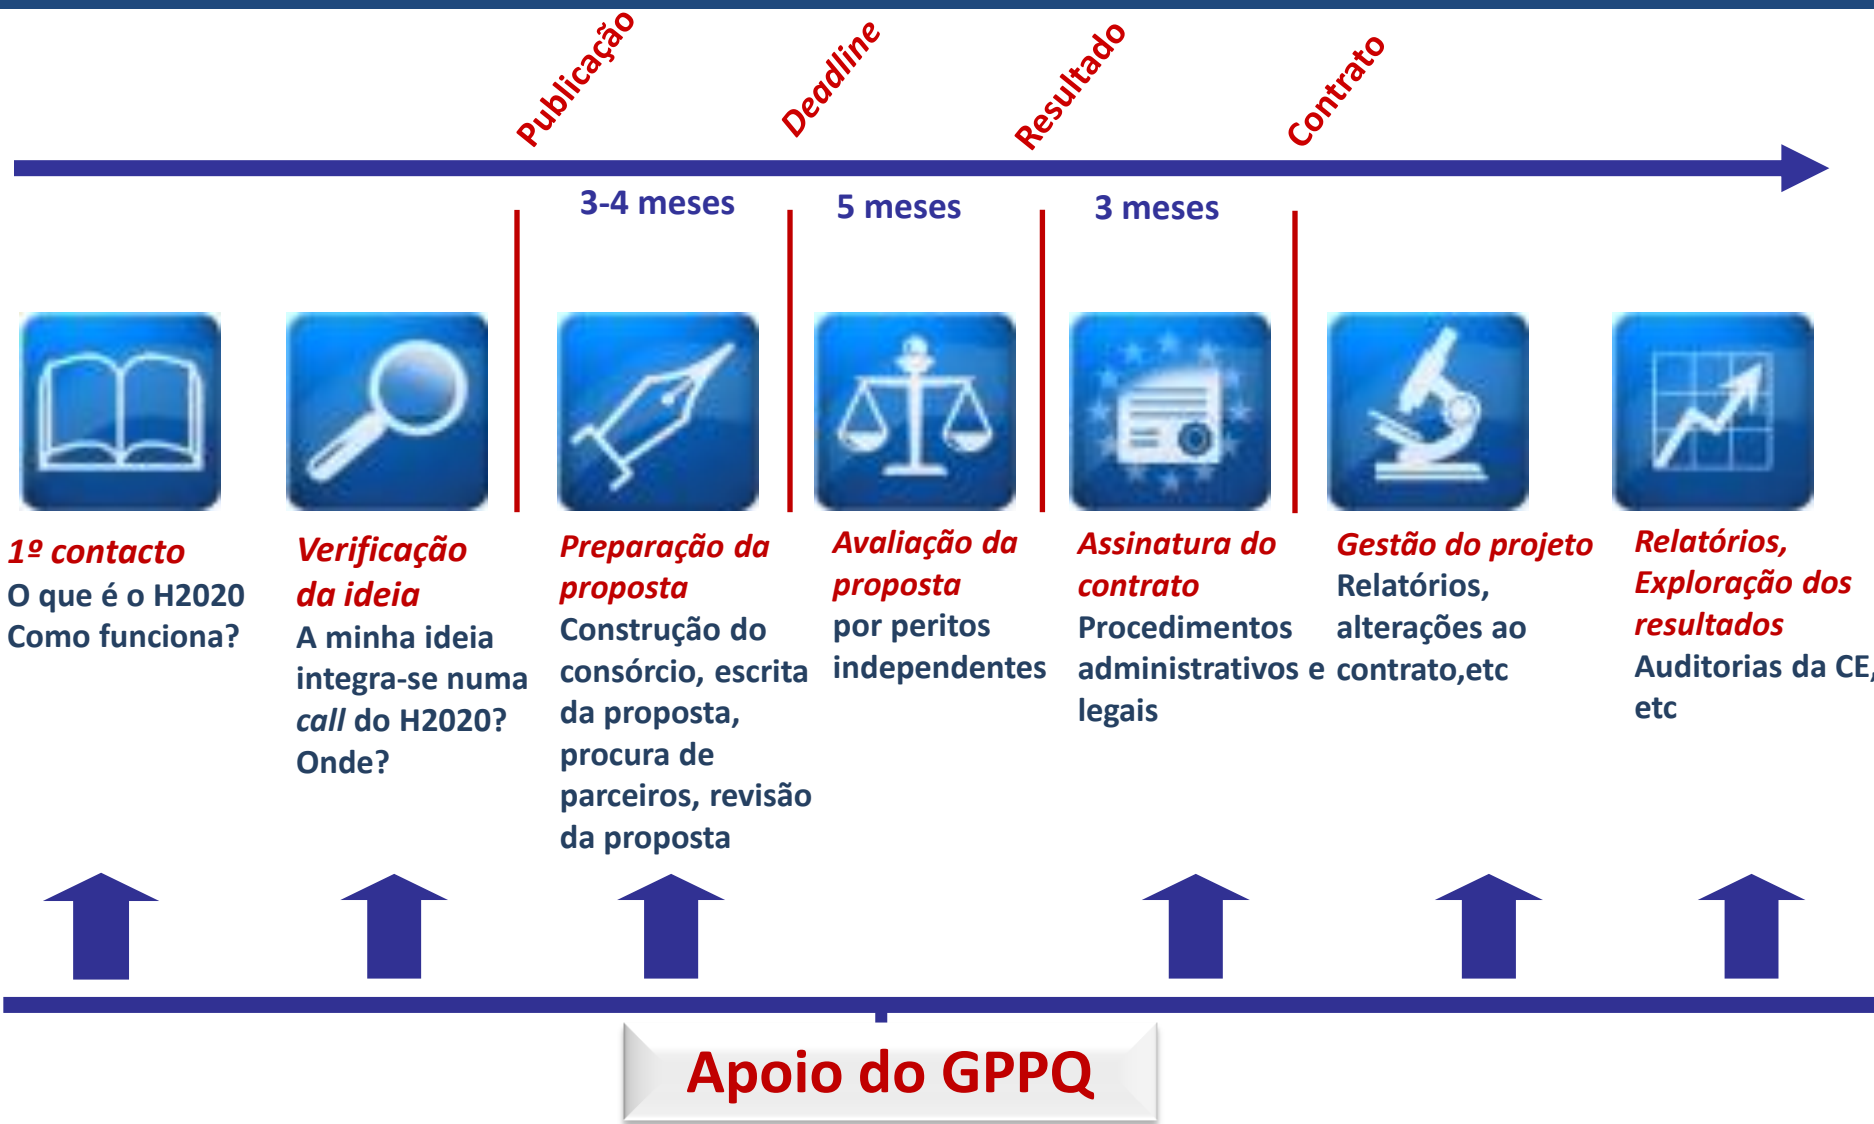 Publicação
Deadline
Resultado
Contrato
3-4 meses
5 meses
3 meses
1º contacto
O que é o H2020
Como funciona?
Verificação
da ideia
A minha ideia
integra-se numa
call do H2020?
Onde?
Preparação da
proposta
Construção do
consórcio, escrita
da proposta,
procura de
parceiros, revisão
da proposta
Avaliação da
proposta
por peritos
independentes
Assinatura do
contrato
Procedimentos
administrativos e
legais
Gestão do projeto
Relatórios,
alterações ao
contrato,etc
Relatórios,
Exploração dos
resultados
Auditorias da CE,
etc
Apoio do GPPQ